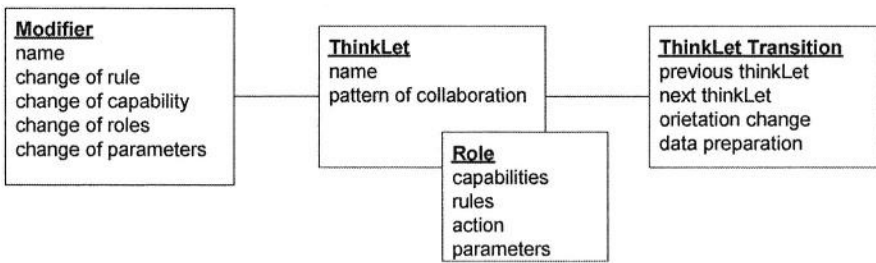 Modifier
name
change of rule
change of capability
change of roles
change of parameters
ThinkLet
name
pattern of collaboration
Role
capabilities
rules
action
parameters
ThinkLet Transition
previous thinkLet
next thinkLet
orietation change
data preparation